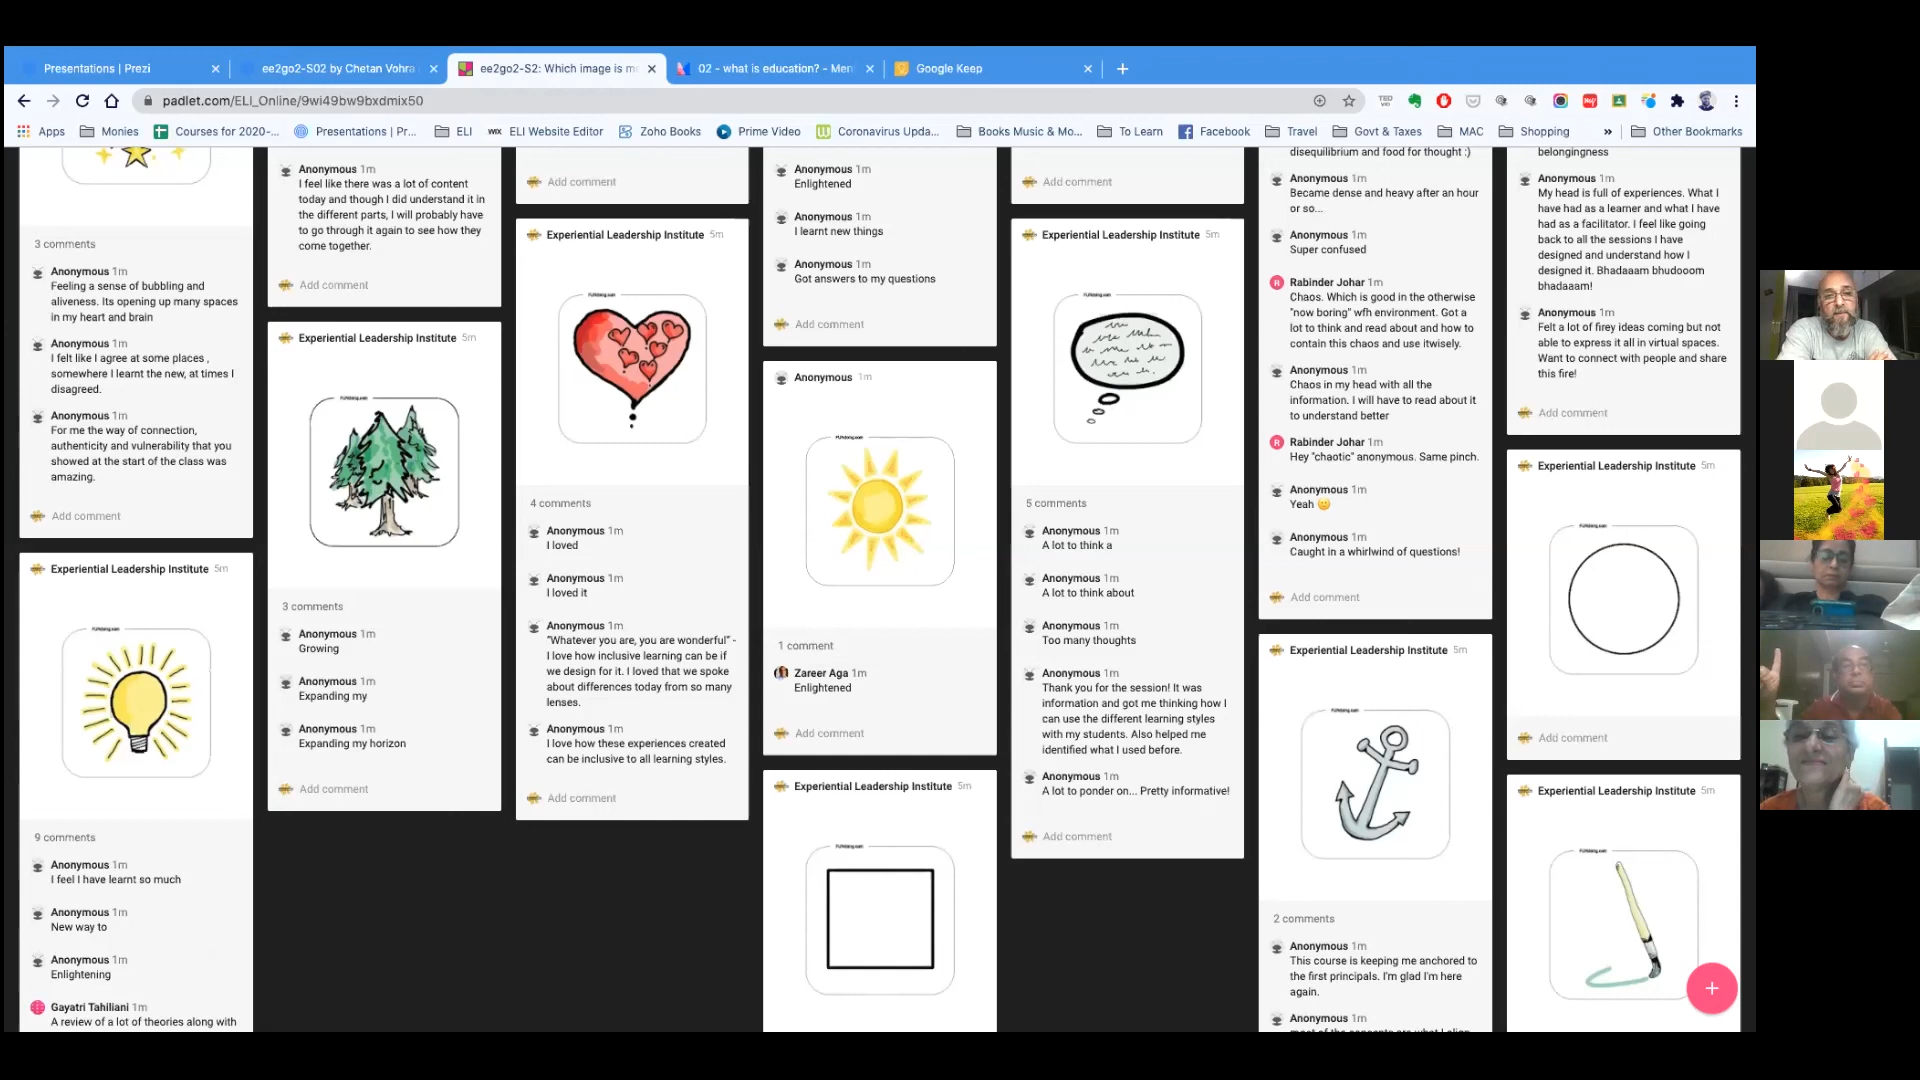 Presentations | Prezi
ee2go2-S02 by Chetan Vohra
ee2go2-S2: Which image is
02 - what is education? -
Google Keep
padlet.com/ELI_Online/9wi49bw9bxdmix50
Apps
Monies
Courses for 2020-...
Presentations | Pr...
ELI
WIX ELI Website Editor
Zoho Books
Prime Video
Coronavirus Upda...
Books Music & Mo...
To Learn
Facebook
Travel
Govt & Taxes
MAC
Shopping
»
Other Bookmarks
3 comments
Anonymous 1m
Feeling a sense of bubbling and
aliveness. Its opening up many spaces
in my heart and brain
Anonymous 1m
I felt like I agree at some places ,
somewhere I learnt the new, at times I
disagreed.
Anonymous 1m
For me the way of connection,
authenticity and vulnerability that you
showed at the start of the class was
amazing.
Add comment
Experiential Leadership Institute 5m
9 comments
Anonymous 1m
I feel I have learnt so much
Anonymous 1m
New way to
Anonymous 1m
Enlightening
Gayatri Tahiliani 1m
A review of a lot of theories along with
Anonymous 1m
I feel like there was a lot of content
today and though I did understand it in
the different parts, I will probably have
to go through it again to see how they
come together.
Add comment
Experiential Leadership Institute 5m
3 comments
Anonymous 1m
Growing
Anonymous 1m
Expanding my
Anonymous 1m
Expanding my horizon
Add comment
Add comment
Experiential Leadership Institute 5m
4 comments
Anonymous 1m
I loved
Anonymous 1m
I loved it
Anonymous 1m
"Whatever you are, you are wonderful" -
I love how inclusive learning can be if
we design for it. I loved that we spoke
about differences today from so many
lenses.
Anonymous 1m
I love how these experiences created
can be inclusive to all learning styles.
Add comment
Anonymous 1m
Enlightened
Anonymous 1m
I learnt new things
Anonymous 1m
Got answers to my questions
Add comment
Anonymous 1m
1 comment
Zareer Aga 1m
Enlightened
Add comment
Experiential Leadership Institute 5m
Add comment
Experiential Leadership Institute 5m
5 comments
Anonymous 1m
A lot to think a
Anonymous 1m
A lot to think about
Anonymous 1m
Too many thoughts
Anonymous 1m
Thank you for the session! It was
information and got me thinking how I
can use the different learning styles
with my students. Also helped me
identified what I used before.
Anonymous 1m
A lot to ponder on... Pretty informative!
Add comment
disequilibrium and food for thought :)
Anonymous 1m
Became dense and heavy after an hour
or so...
Anonymous 1m
Super confused
Rabinder Johar 1m
Chaos. Which is good in the otherwise
"now boring" wfh environment. Got a
lot to think and read about and how to
contain this chaos and use itwisely.
Anonymous 1m
Chaos in my head with all the
information. I will have to read about it
to understand better
Rabinder Johar 1m
Hey "chaotic" anonymous. Same pinch.
Anonymous 1m
Yeah 🙂
Anonymous 1m
Caught in a whirlwind of questions!
Add comment
Experiential Leadership Institute 5m
2 comments
Anonymous 1m
This course is keeping me anchored to
the first principals. I'm glad I'm here
again.
Anonymous 1m
belongingness
Anonymous 1m
My head is full of experiences. What I
have had as a learner and what I have
had as a facilitator. I feel like going
back to all the sessions I have
designed and understand how I
designed it. Bhadaaam bhudooom
bhadaaam!
Anonymous 1m
Felt a lot of firey ideas coming but not
able to express it all in virtual spaces.
Want to connect with people and share
this fire!
Add comment
Experiential Leadership Institute 5m
Add comment
Experiential Leadership Institute 5m